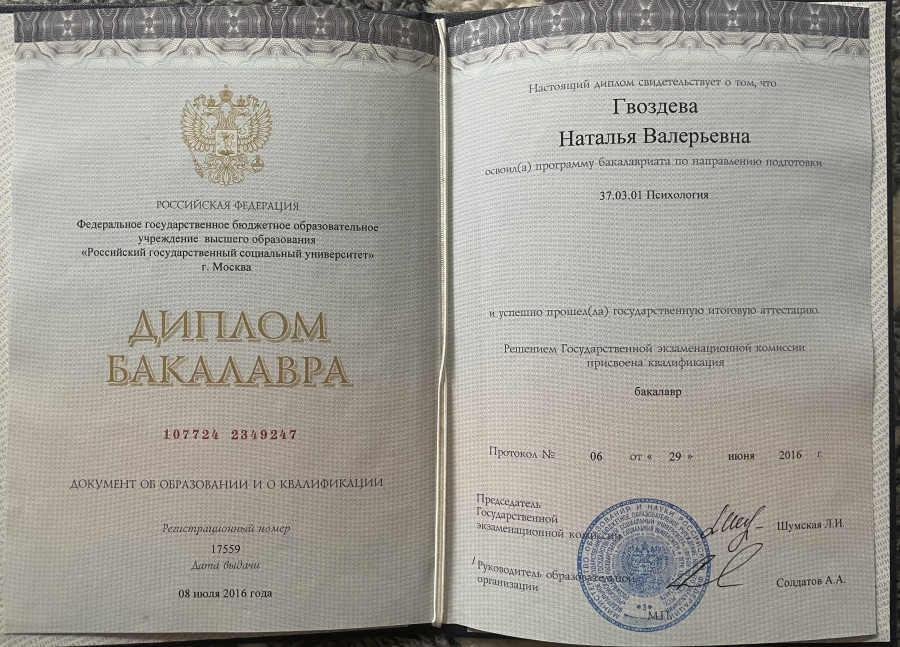 РОССИЙСКАЯ ФЕДЕРАЦИЯ
Федеральное государственное бюджетное образовательное
учреждение высшего образования
«Российский государственный социальный университет»
г. Москва
ДИПЛОМ
БАКАЛАВРА
107724 2349247
ДОКУМЕНТ ОБ ОБРАЗОВАНИИ И О КВАЛИФИКАЦИИ
Регистрационный номер
17559
Дата выдачи
08 июля 2016 года
Настоящий диплом свидетельствует о том, что
Гвоздева
Наталья Валерьевна
освоил(а) программу бакалавриата по направлению подготовки
37.03.01 Психология
и успешно прошел(ла) государственную итоговую аттестацию
Решением Государственной экзаменационной комиссии
присвоена квалификация
бакалавр
Протокол № 06 от « 29 » июня 2016 г.
Председатель
Государственной
экзаменационной комиссии
Шумская Л.И.
Руководитель образовательной
организации
Солдатов А.А.
М.П.